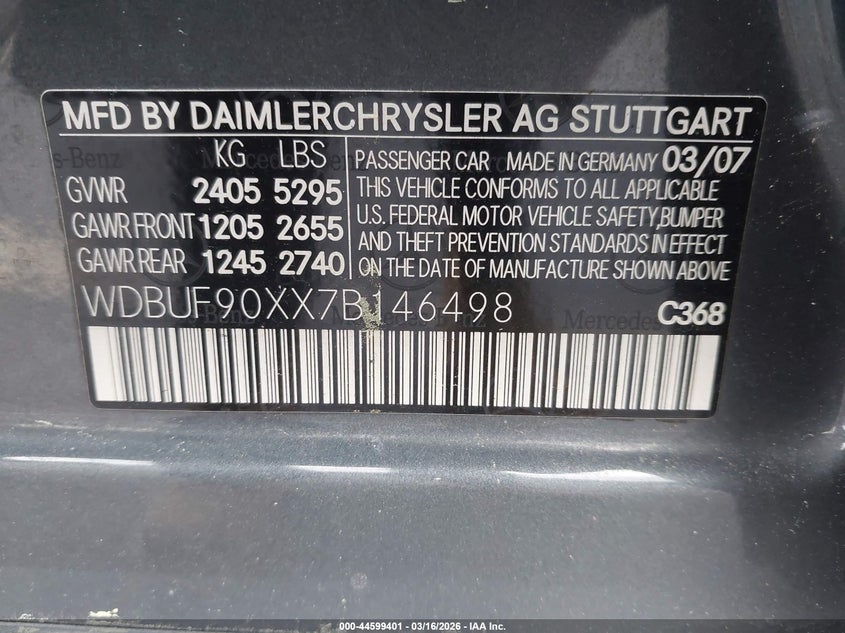 MFD BY DAIMLERCHRYSLER AG STUTTGART
KG LBS
GVWR 2405 5295
GAWR FRONT 1205 2655
GAWR REAR 1245 2740
PASSENGER CAR MADE IN GERMANY 03/07
THIS VEHICLE CONFORMS TO ALL APPLICABLE
U.S. FEDERAL MOTOR VEHICLE SAFETY,BUMPER
AND THEFT PREVENTION STANDARDS IN EFFECT
ON THE DATE OF MANUFACTURE SHOWN ABOVE
WDBUF90XX7B146498
C368
000-44599401 - 03/16/2026 - IAA Inc.